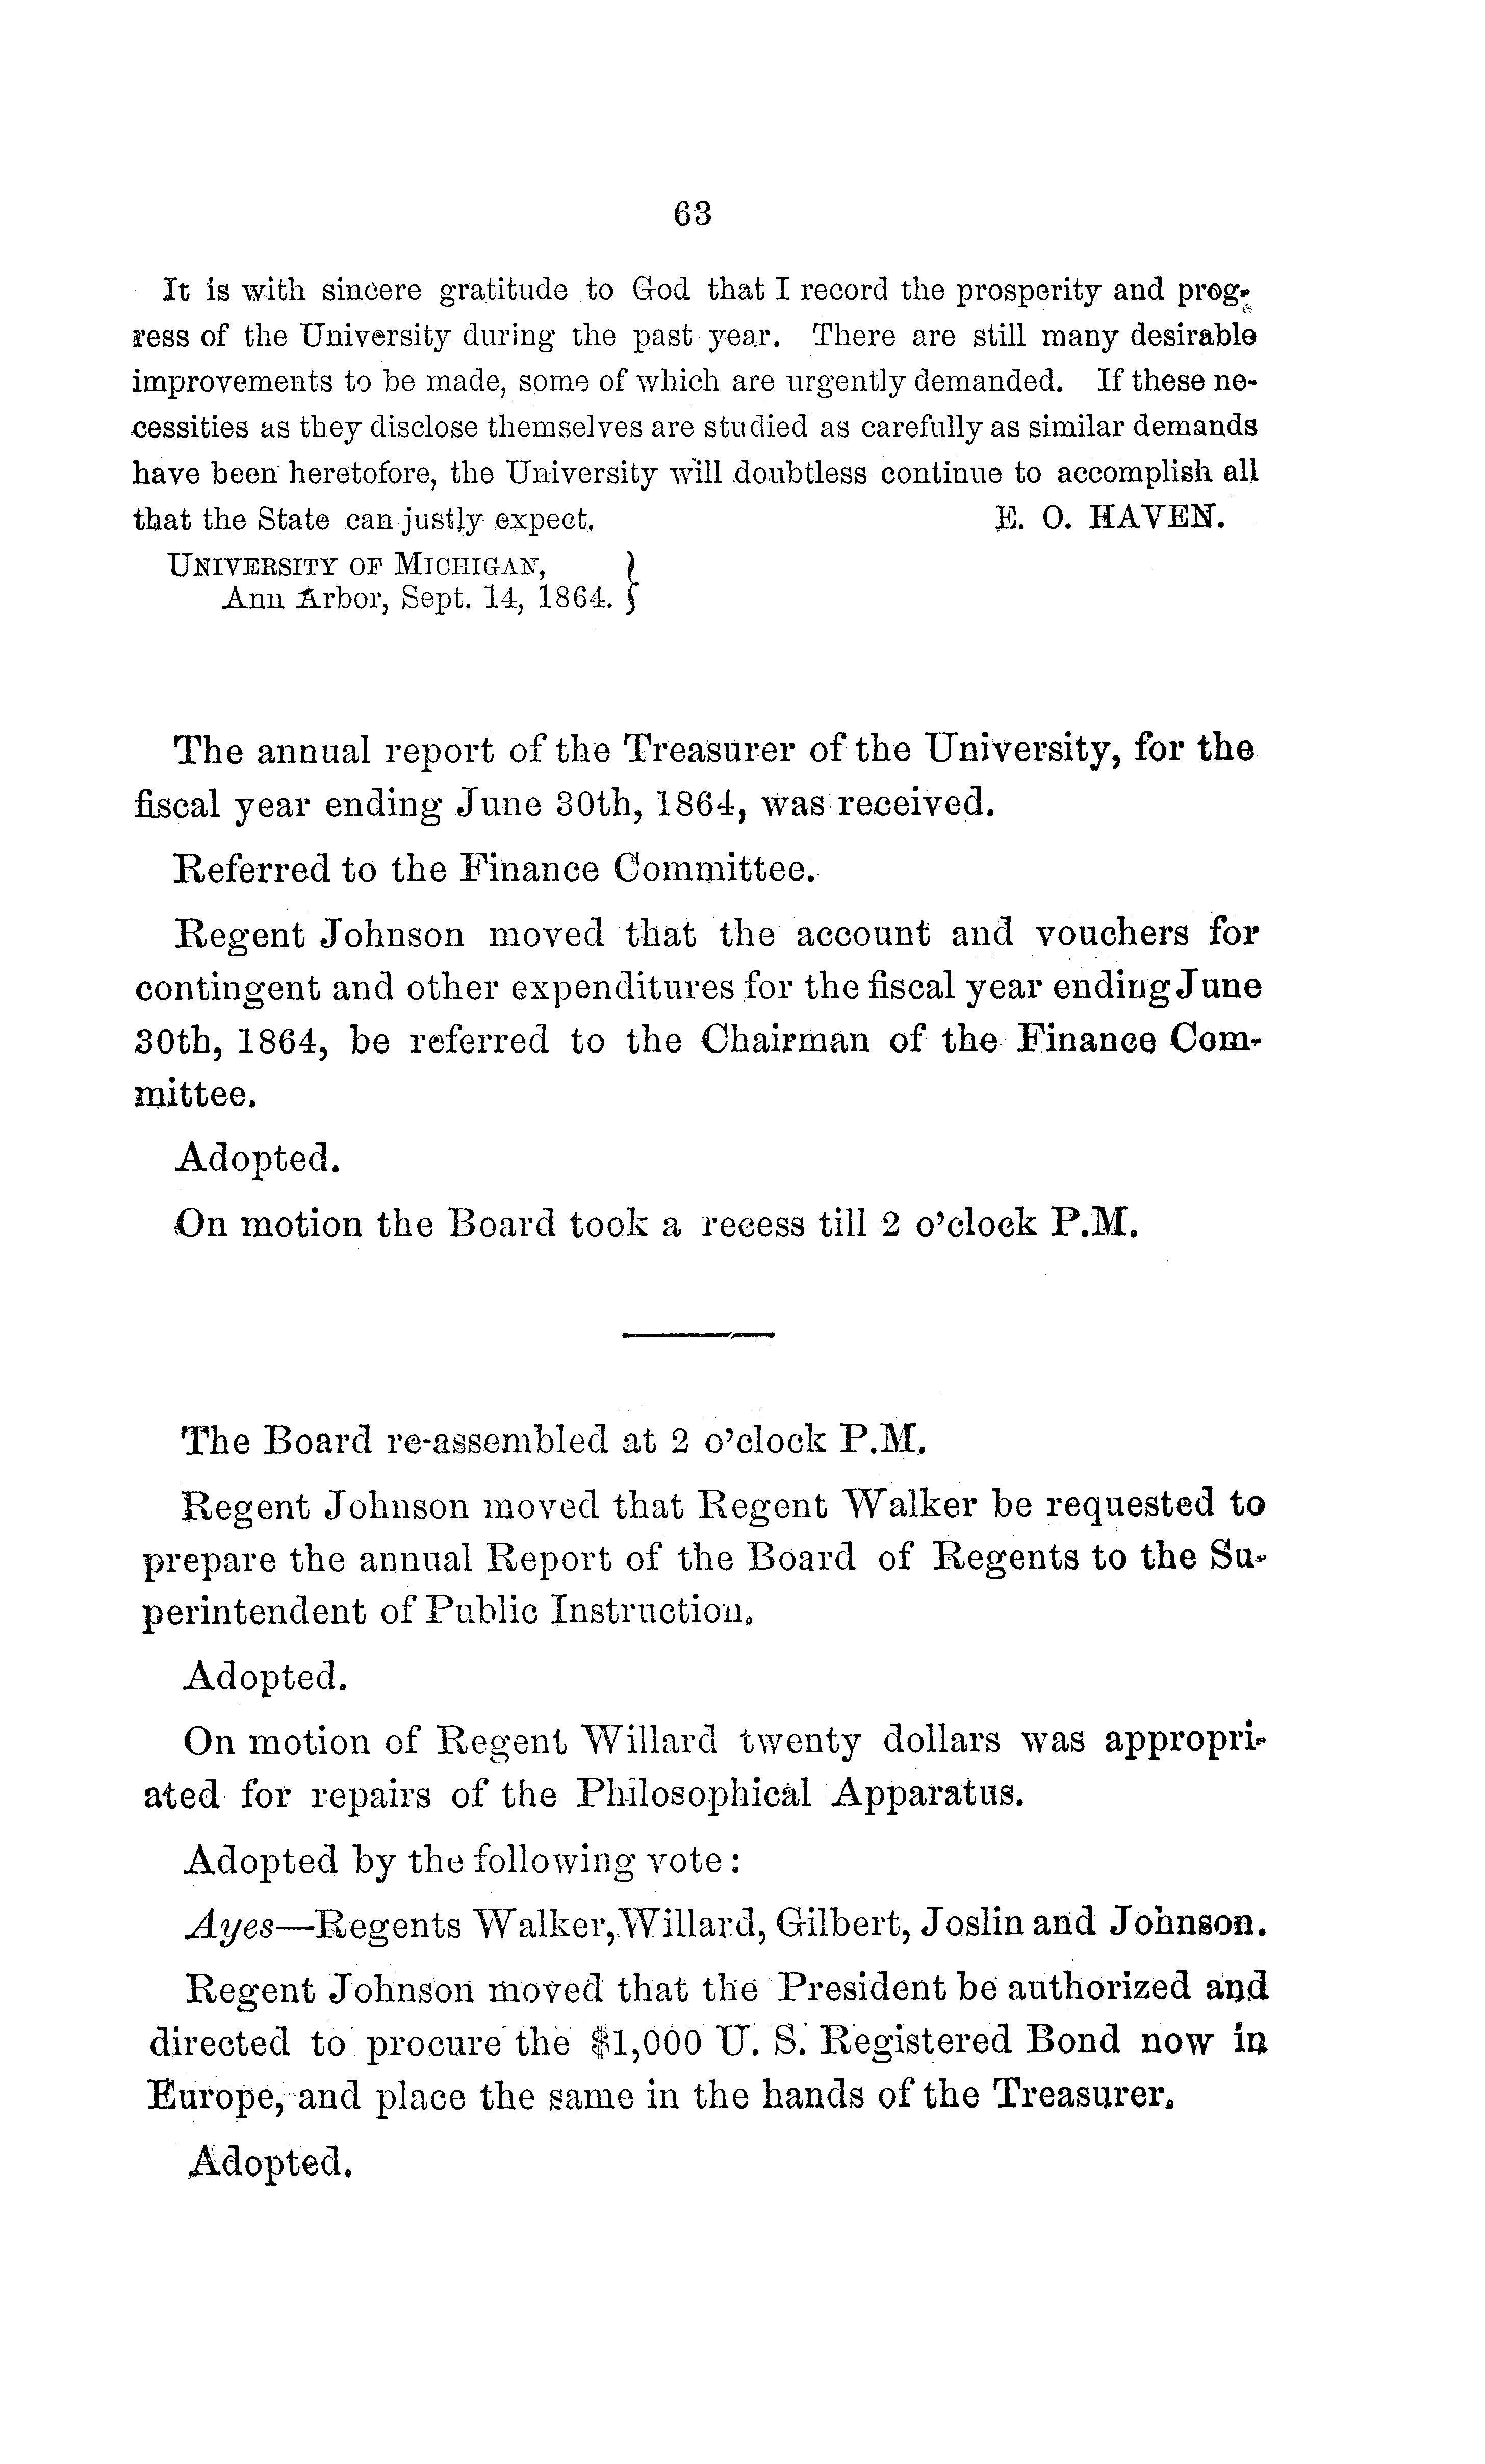 63
It is with sincere gratitude to God that I record the prosperity and prog-
ress of the University during the past year. There are still many desirable
improvements to be made, some of which are urgently demanded. If these ne-
cessities as they disclose themselves are studied as carefully as similar demands
have been heretofore, the University will doubtless continue to accomplish all
that the State can justly expect. E. O. HAVEN.
UNIVERSITY OF MICHIGAN, }
Ann Arbor, Sept. 14, 1864. }
The annual report of the Treasurer of the University, for the
fiscal year ending June 30th, 1864, was received.
Referred to the Finance Committee.
Regent Johnson moved that the account and vouchers for
contingent and other expenditures for the fiscal year ending June
30th, 1864, be referred to the Chairman of the Finance Com-
mittee.
Adopted.
On motion the Board took a recess till 2 o'clock P.M.
The Board re-assembled at 2 o'clock P.M.
Regent Johnson moved that Regent Walker be requested to
prepare the annual Report of the Board of Regents to the Su-
perintendent of Public Instruction.
Adopted.
On motion of Regent Willard twenty dollars was appropri-
ated for repairs of the Philosophical Apparatus.
Adopted by the following vote:
Ayes—Regents Walker, Willard, Gilbert, Joslin and Johnson.
Regent Johnson moved that the President be authorized and
directed to procure the $1,000 U. S. Registered Bond now in
Europe, and place the same in the hands of the Treasurer.
Adopted.